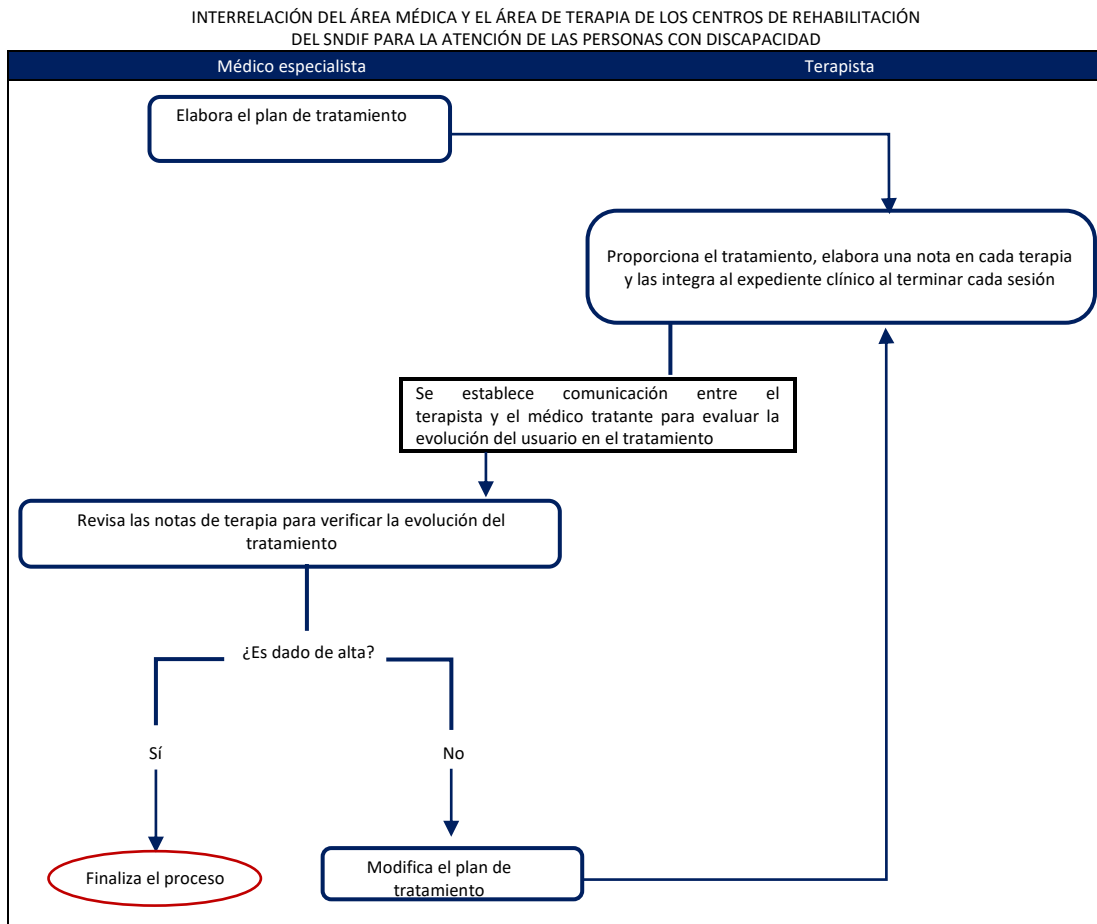 INTERRELACIÓN DEL ÁREA MÉDICA Y EL ÁREA DE TERAPIA DE LOS CENTROS DE REHABILITACIÓN
DEL SNDIF PARA LA ATENCIÓN DE LAS PERSONAS CON DISCAPACIDAD
Médico especialista
Terapista
Elabora el plan de tratamiento
Proporciona el tratamiento, elabora una nota en cada terapia
y las integra al expediente clínico al terminar cada sesión
Se establece comunicación entre el
terapista y el médico tratante para evaluar la
evolución del usuario en el tratamiento
Revisa las notas de terapia para verificar la evolución del
tratamiento
¿Es dado de alta?
Sí
No
Finaliza el proceso
Modifica el plan de
tratamiento